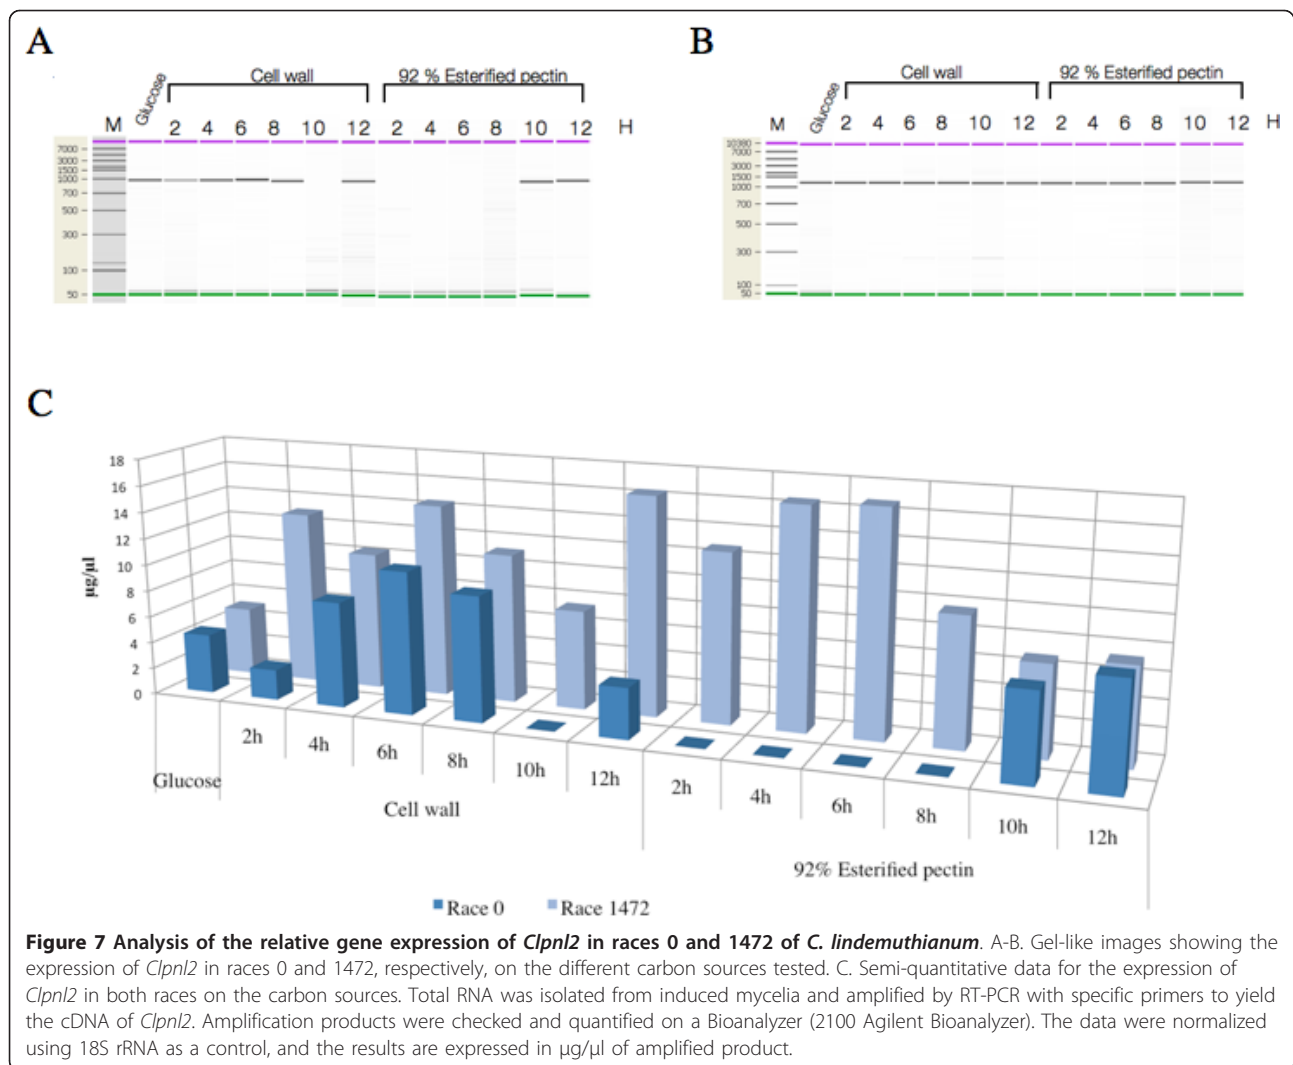 A
Glucose
Cell wall
92 % Esterified pectin
M 2 4 6 8 10 12 2 4 6 8 10 12 H
7000
3000
1500
1000
700
500
300
100
50
B
Glucose
Cell wall
92 % Esterified pectin
M 2 4 6 8 10 12 2 4 6 8 10 12 H
10380
7000
3000
1500
1000
700
500
300
100
50
C
18
16
14
12
10
8
6
4
2
0
µg/µl
2h 4h 6h 8h 10h 12h 2h 4h 6h 8h 10h 12h
Glucose
Cell wall
92% Esterified pectin
Race 0 Race 1472
Figure 7 Analysis of the relative gene expression of Clpnl2 in races 0 and 1472 of C. lindemuthianum. A-B. Gel-like images showing the
expression of Clpnl2 in races 0 and 1472, respectively, on the different carbon sources tested. C. Semi-quantitative data for the expression of
Clpnl2 in both races on the carbon sources. Total RNA was isolated from induced mycelia and amplified by RT-PCR with specific primers to yield
the cDNA of Clpnl2. Amplification products were checked and quantified on a Bioanalyzer (2100 Agilent Bioanalyzer). The data were normalized
using 18S rRNA as a control, and the results are expressed in µg/µl of amplified product.